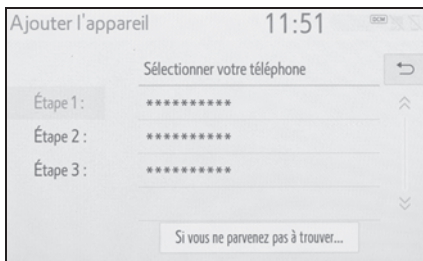 Ajouter l'appareil 11:51 DCM
Sélectionner votre téléphone
Étape 1 : **********
Étape 2 : **********
Étape 3 : **********
Si vous ne parvenez pas à trouver...